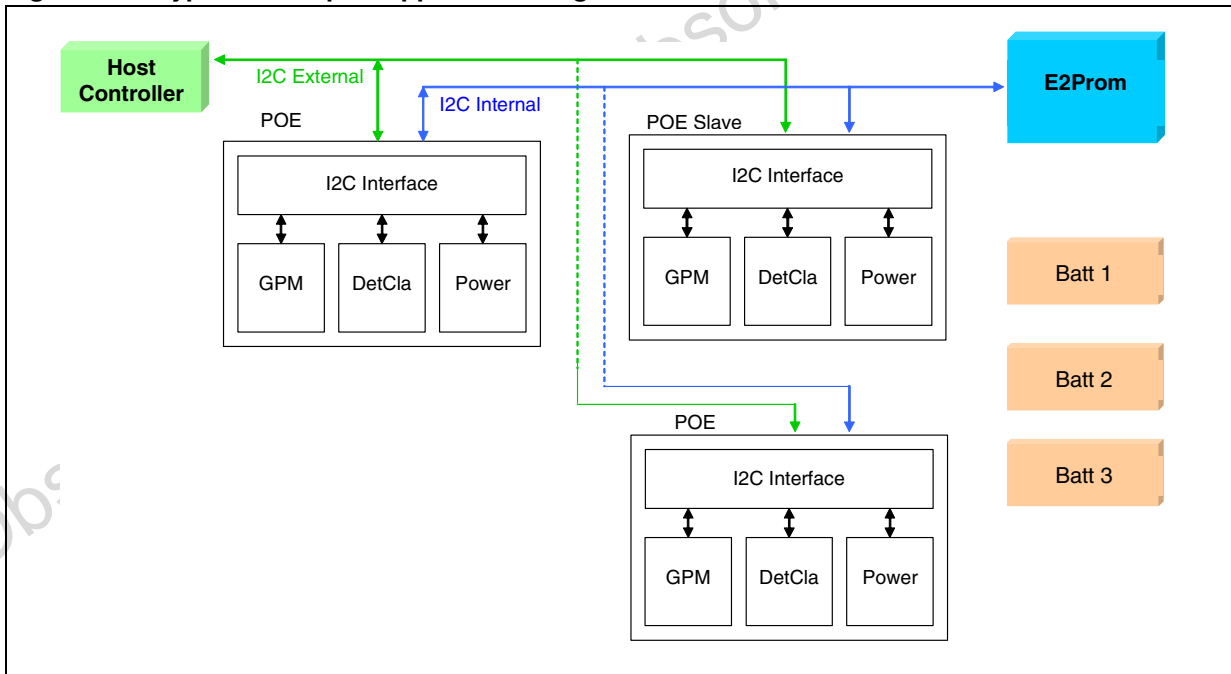 Host
Controller
I2C External
I2C Internal
E2Prom
POE
I2C Interface
GPM
DetCla
Power
POE Slave
I2C Interface
GPM
DetCla
Power
Batt 1
Batt 2
Batt 3
POE
I2C Interface
GPM
DetCla
Power